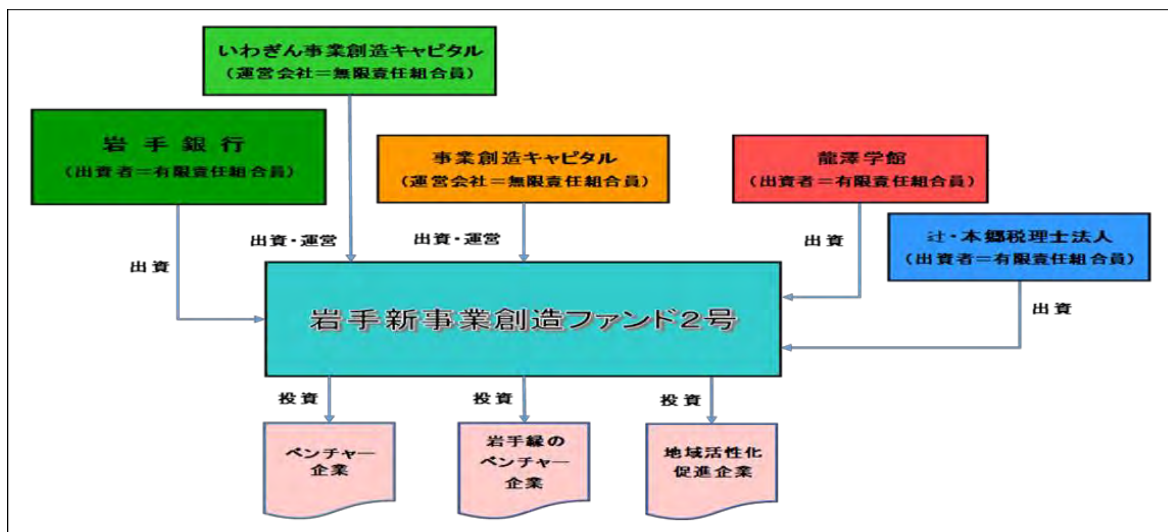 いわぎん事業創造キャピタル
(運営会社=無限責任組合員)
岩手銀行
(出資者=有限責任組合員)
事業創造キャピタル
(運営会社=無限責任組合員)
龍澤学館
(出資者=有限責任組合員)
辻・本郷税理士法人
(出資者=有限責任組合員)
出資・運営
出資・運営
出資
出資
出資
岩手新事業創造ファンド2号
投資
投資
投資
ベンチャー
企業
岩手縁の
ベンチャー
企業
地域活性化
促進企業